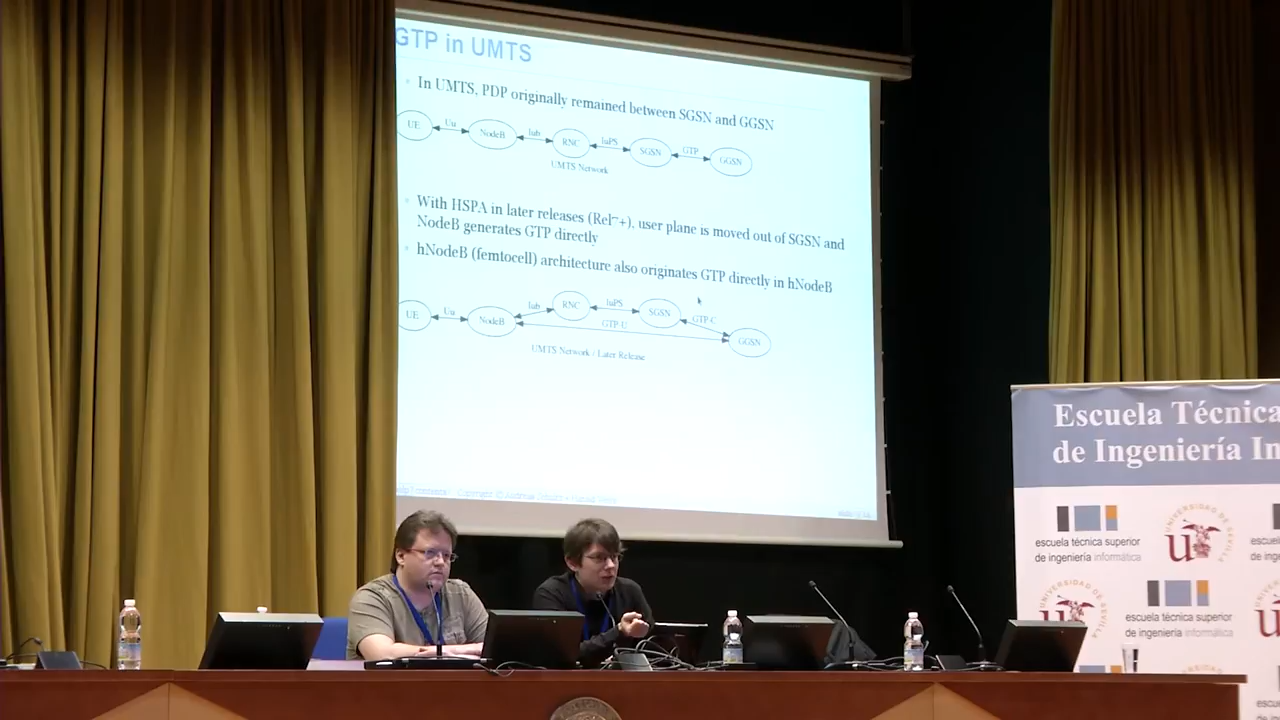 GTP in UMTS
In UMTS, PDP originally remained between SGSN and GGSN
UE Uu NodeB Iub RNC IuPS SGSN GTP GGSN
UMTS Network
With HSPA in later releases (Rel7+), user plane is moved out of SGSN and
NodeB generates GTP directly
hNodeB (femtocell) architecture also originates GTP directly in hNodeB
UE Uu NodeB Iub RNC IuPS SGSN GTP-C GGSN
GTP-U
UMTS Network / Later Release
Escuela Técnica
de Ingeniería In
escuela técnica superior
de ingeniería informática
UNIVERSIDAD DE SEVILLA
escuela técnica superior
de ingeniería informática